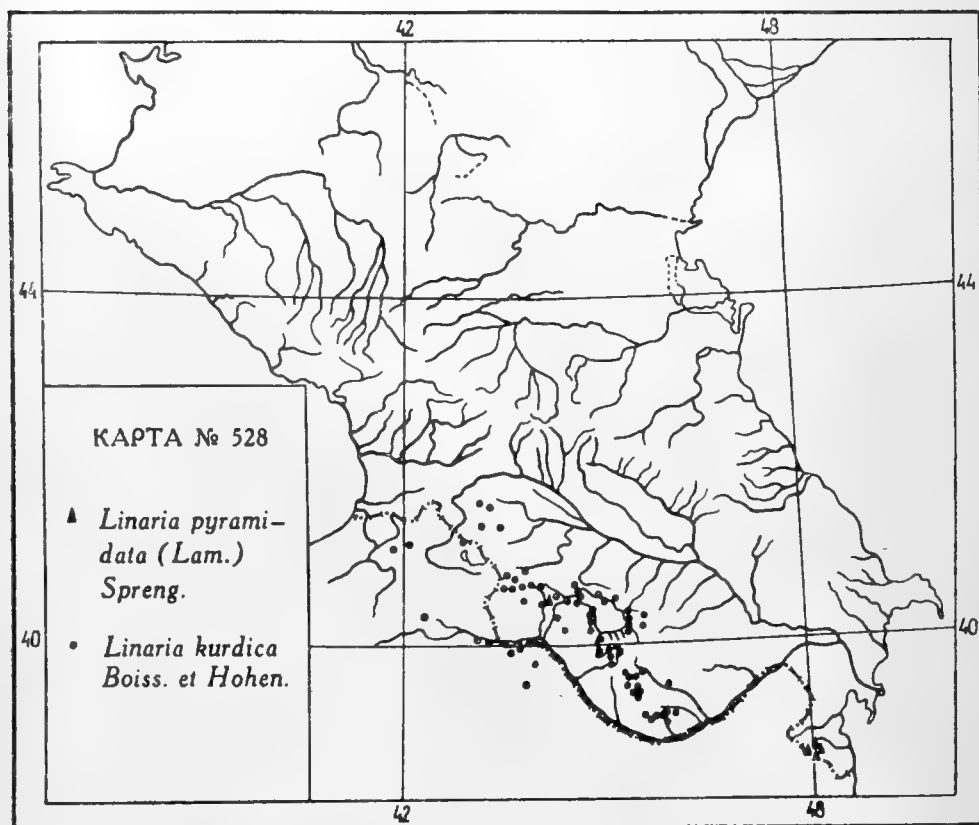 42 48
44 44
КАРТА № 528
Linaria pyrami-
data (Lam.)
Spreng.
40 40
Linaria kurdica
Boiss. et Hohen.
42 48